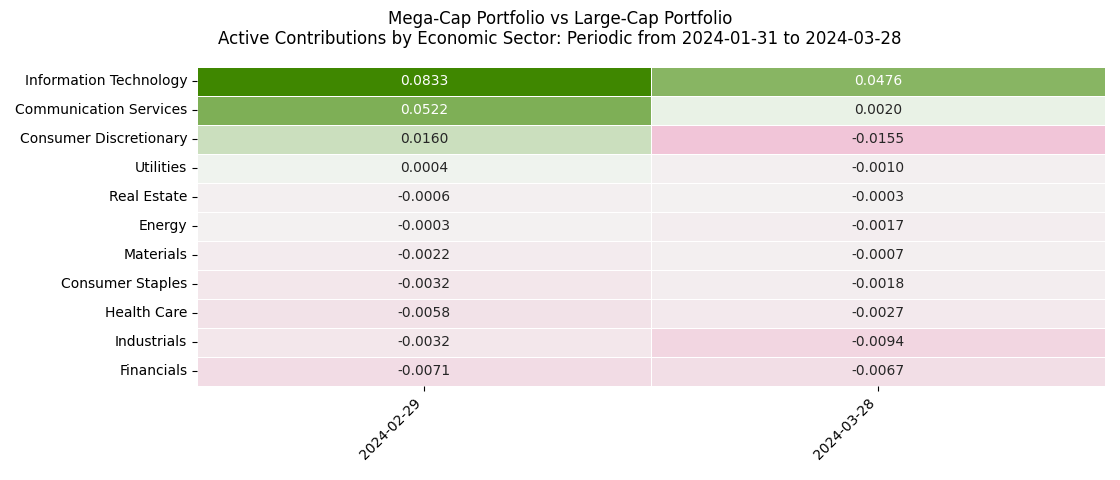 Mega-Cap Portfolio vs Large-Cap Portfolio
Active Contributions by Economic Sector: Periodic from 2024-01-31 to 2024-03-28
Information Technology 0.0833 0.0476
Communication Services 0.0522 0.0020
Consumer Discretionary 0.0160 -0.0155
Utilities 0.0004 -0.0010
Real Estate -0.0006 -0.0003
Energy -0.0003 -0.0017
Materials -0.0022 -0.0007
Consumer Staples -0.0032 -0.0018
Health Care -0.0058 -0.0027
Industrials -0.0032 -0.0094
Financials -0.0071 -0.0067
2024-02-29 2024-03-28